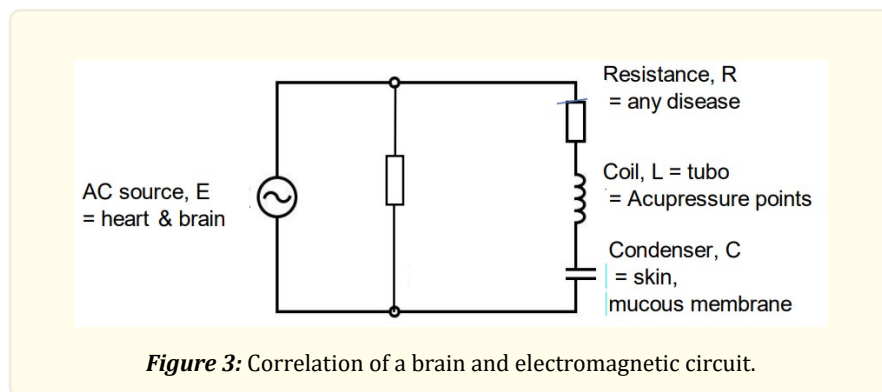 Resistance, R
= any disease
AC source, E
= heart & brain
Coil, L = tubo
= Acupressure points
Condenser, C
= skin,
mucous membrane
Figure 3: Correlation of a brain and electromagnetic circuit.